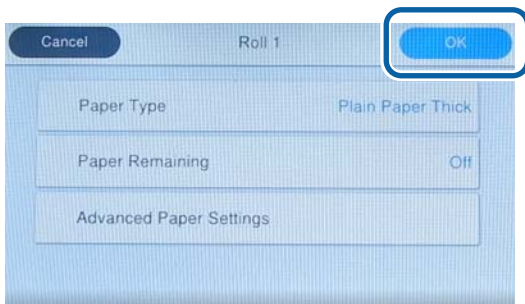 Cancel Roll 1 OK
Paper Type Plain Paper Thick
Paper Remaining Off
Advanced Paper Settings